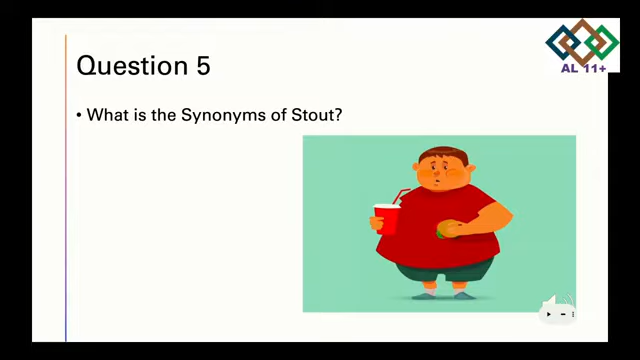 AL 11+
Question 5
• What is the Synonyms of Stout?